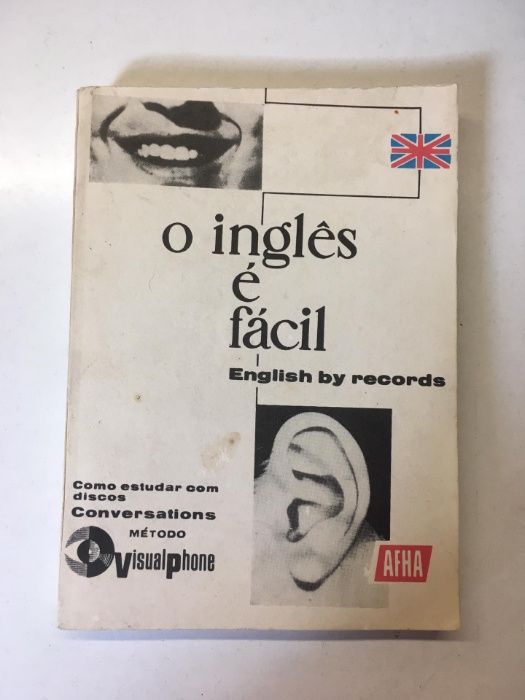 o inglês
é
fácil
English by records
Como estudar com
discos
Conversations
MÉTODO
VisualPhone
AFHA